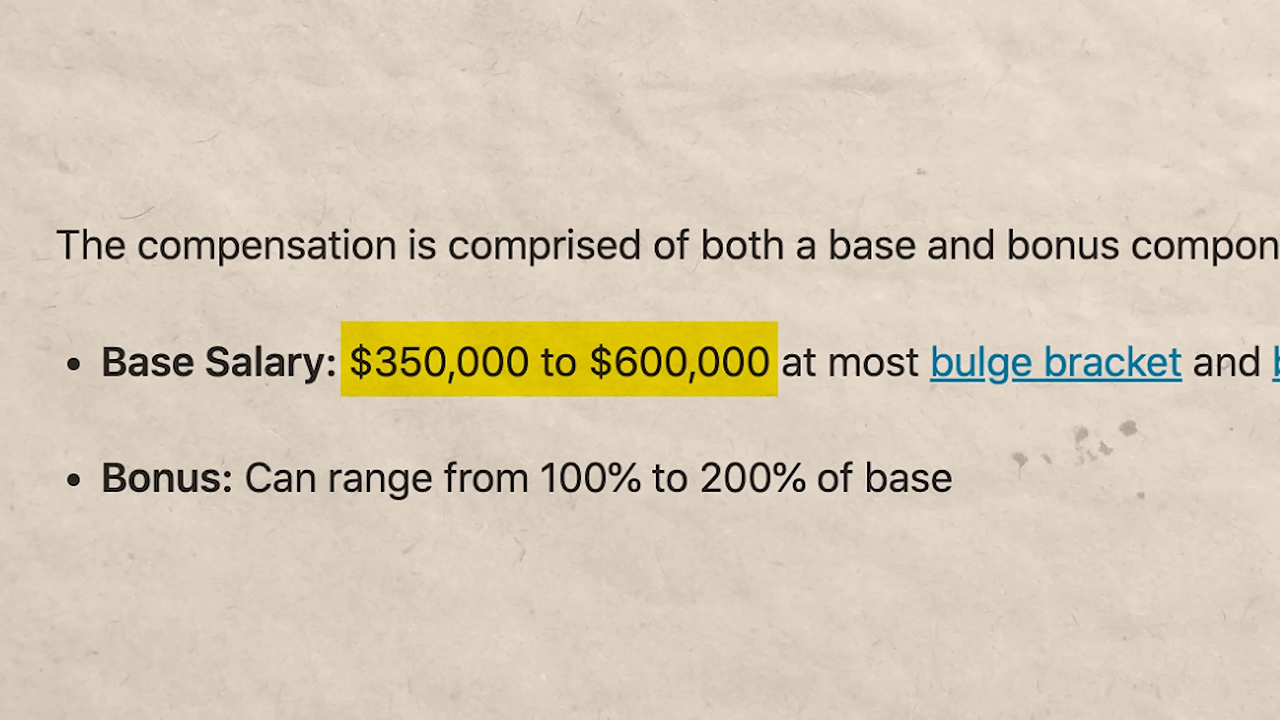 The compensation is comprised of both a base and bonus compon
• Base Salary: $350,000 to $600,000 at most bulge bracket and
• Bonus: Can range from 100% to 200% of base